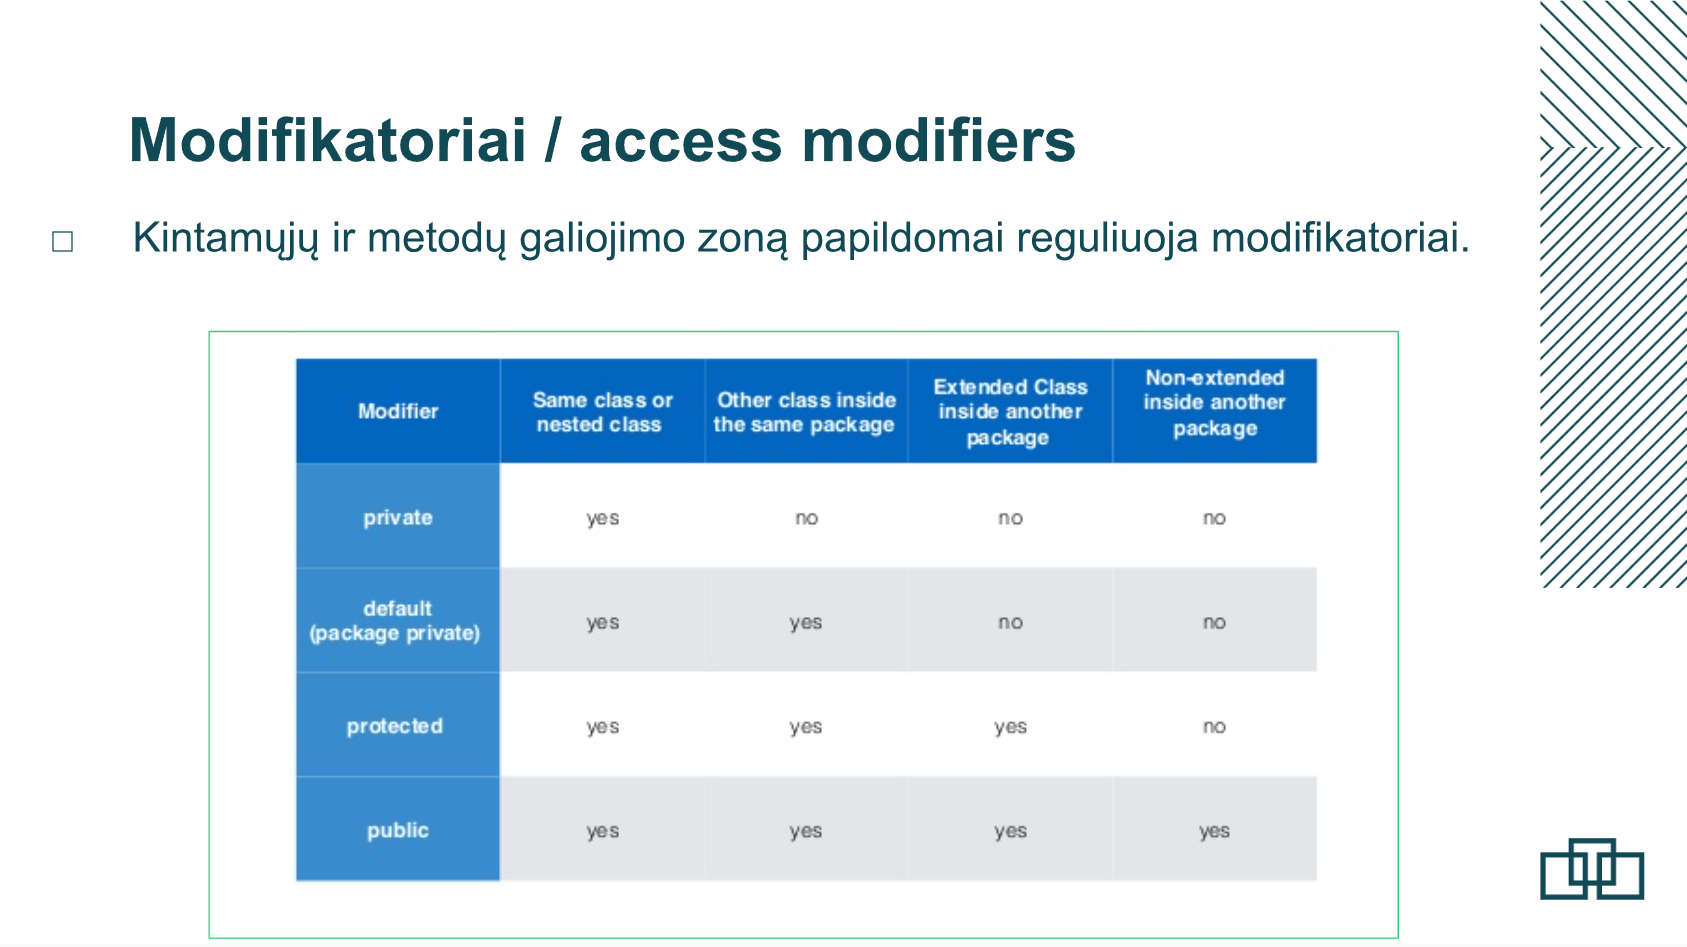 Modifikatoriai / access modifiers
Kintamųjų ir metodų galiojimo zoną papildomai reguliuoja modifikatoriai.
Modifier
Same class or
nested class
Other class inside
the same package
Extended Class
inside another
package
Non-extended
inside another
package
private
yes
no
no
no
default
(package private)
yes
yes
no
no
protected
yes
yes
yes
no
public
yes
yes
yes
yes